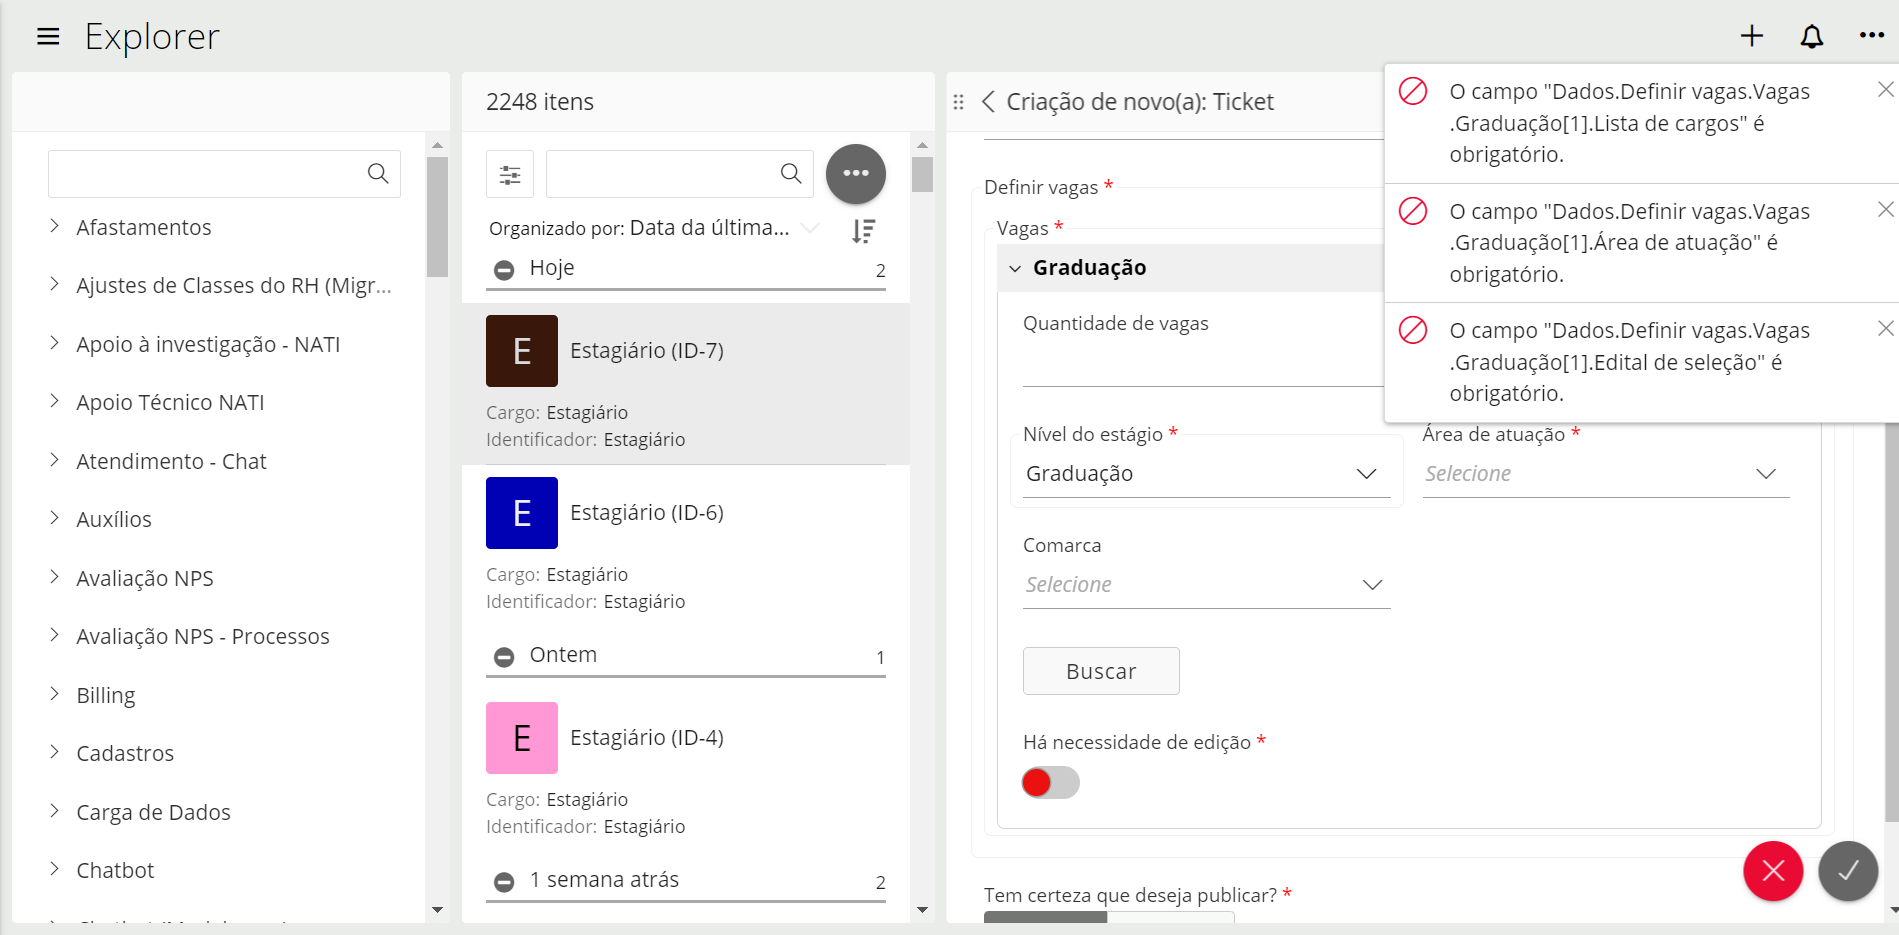 Explorer
Afastamentos
Ajustes de Classes do RH (Migr...
Apoio à investigação - NATI
Apoio Técnico NATI
Atendimento - Chat
Auxílios
Avaliação NPS
Avaliação NPS - Processos
Billing
Cadastros
Carga de Dados
Chatbot
2248 itens
Organizado por: Data da última...
Hoje 2
E Estagiário (ID-7)
Cargo: Estagiário
Identificador: Estagiário
E Estagiário (ID-6)
Cargo: Estagiário
Identificador: Estagiário
Ontem 1
E Estagiário (ID-4)
Cargo: Estagiário
Identificador: Estagiário
1 semana atrás 2
Criação de novo(a): Ticket
Definir vagas *
Vagas *
Graduação
Quantidade de vagas
Nível do estágio *
Graduação
Área de atuação *
Selecione
Comarca
Selecione
Buscar
Há necessidade de edição *
Tem certeza que deseja publicar? *
O campo "Dados.Definir vagas.Vagas
.Graduação[1].Lista de cargos" é
obrigatório.
O campo "Dados.Definir vagas.Vagas
.Graduação[1].Área de atuação" é
obrigatório.
O campo "Dados.Definir vagas.Vagas
.Graduação[1].Edital de seleção" é
obrigatório.